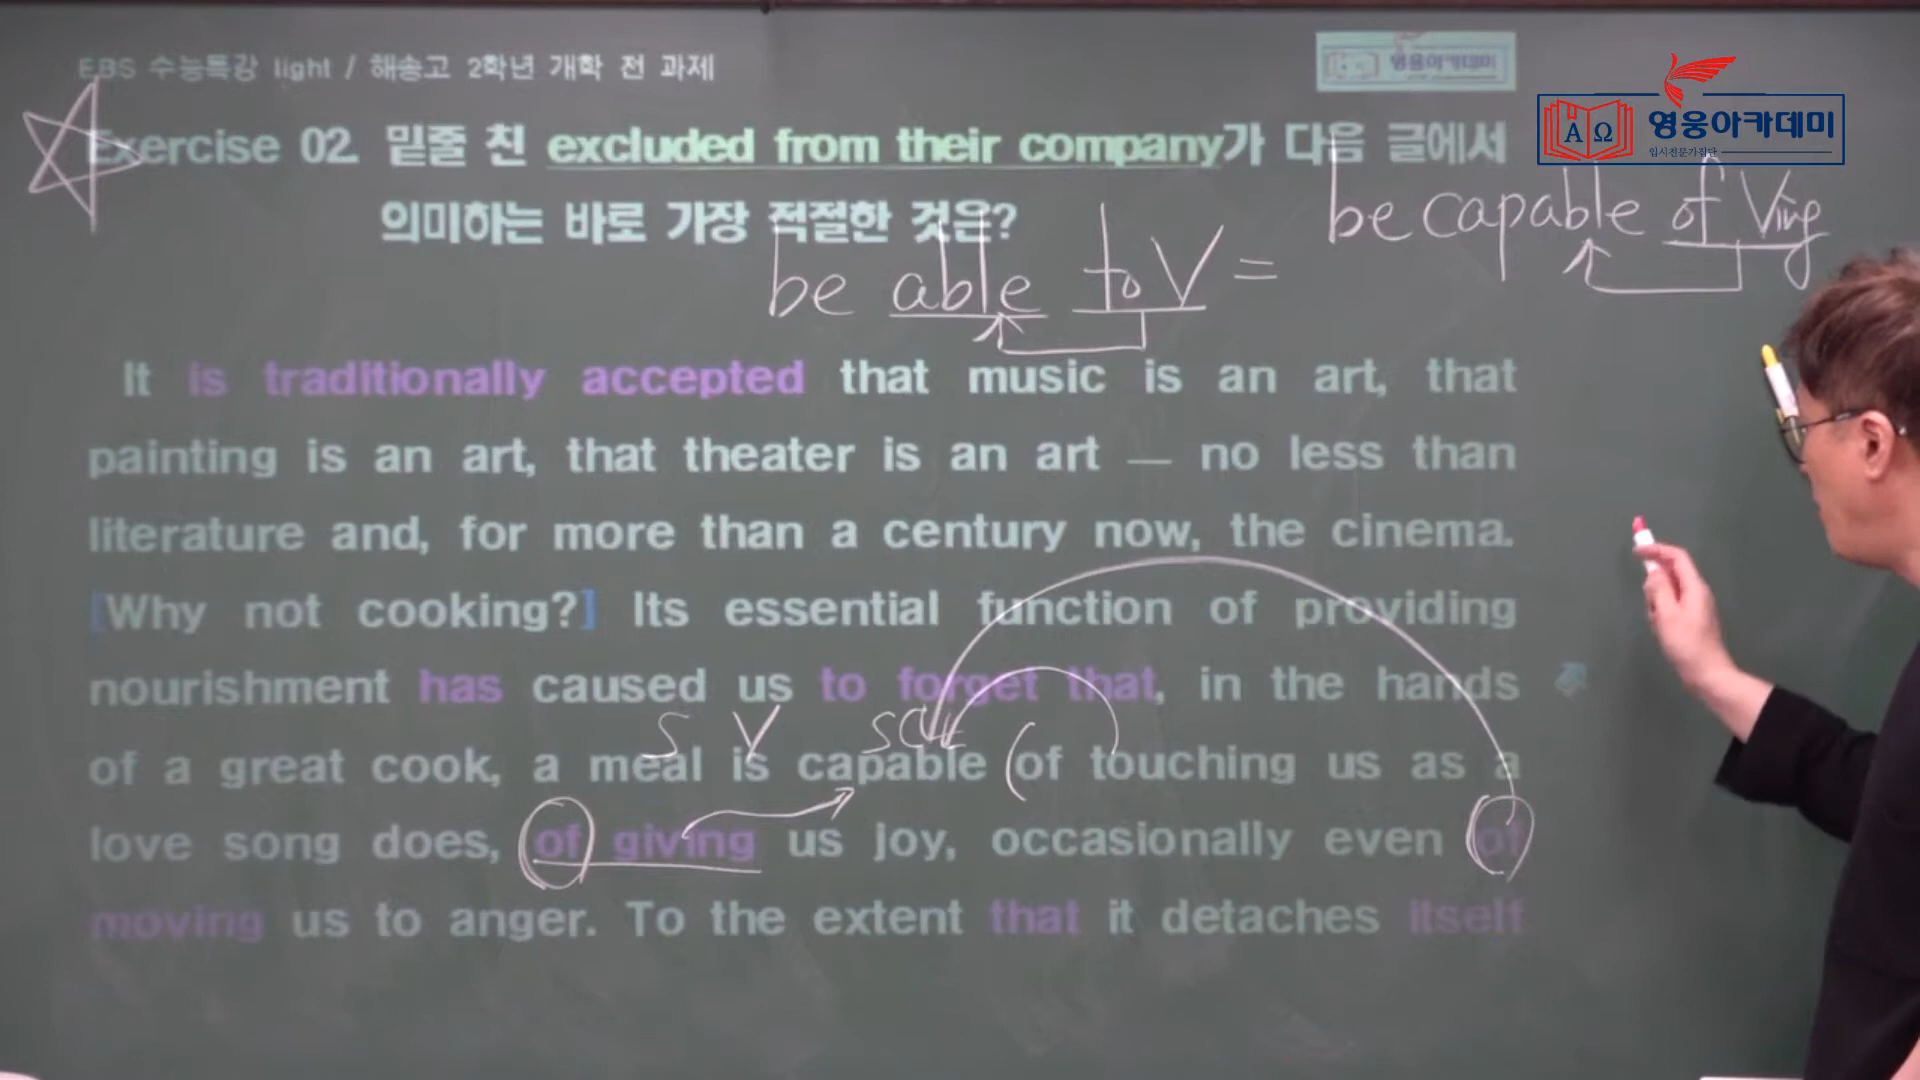 EBS 수능특강 light / 해송고 2학년 개학 전 과제
영웅아카데미
영웅아카데미
A Ω
입시전문가집단
Exercise 02. 밑줄 친 excluded from their company가 다음 글에서
의미하는 바로 가장 적절한 것은?
be capable of Ving
be able to V =
It is traditionally accepted that music is an art, that
painting is an art, that theater is an art — no less than
literature and, for more than a century now, the cinema.
[Why not cooking?] Its essential function of providing
nourishment has caused us to forget that, in the hands
S V SC
of a great cook, a meal is capable (of touching us as a
love song does, of giving us joy, occasionally even of
moving us to anger. To the extent that it detaches itself